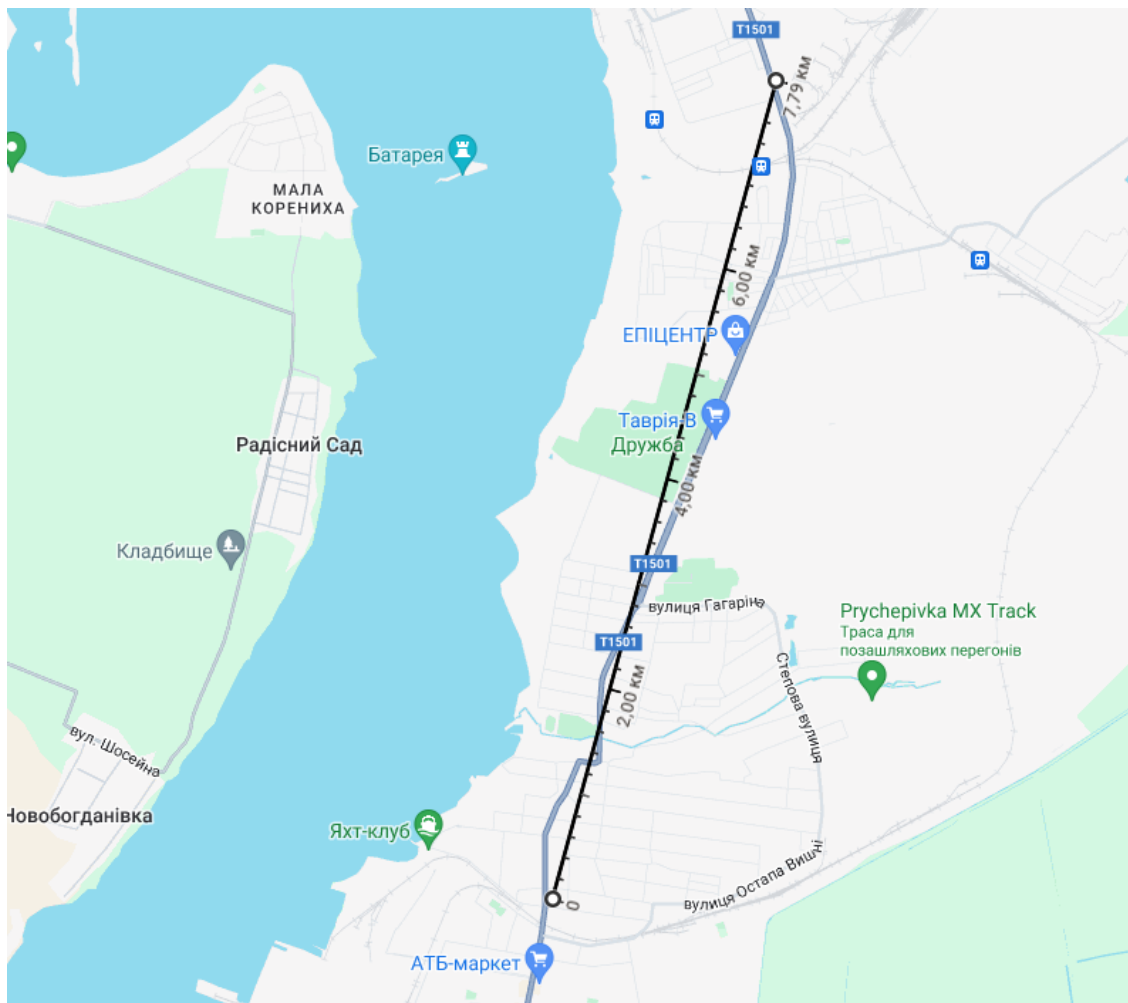 T1501
7,79 км
Батарея
МАЛА
КОРЕНИХА
6,00 км
ЕПІЦЕНТР
Таврія-В
Дружба
Радісний Сад
4,00 км
Кладбище
T1501
вулиця Гагаріна
Prychepivka MX Track
Траса для
позашляхових перегонів
T1501
Степова вулиця
2,00 км
вул. Шосейна
Новобогданівка
Яхт-клуб
вулиця Остапа Вишні
0
АТБ-маркет